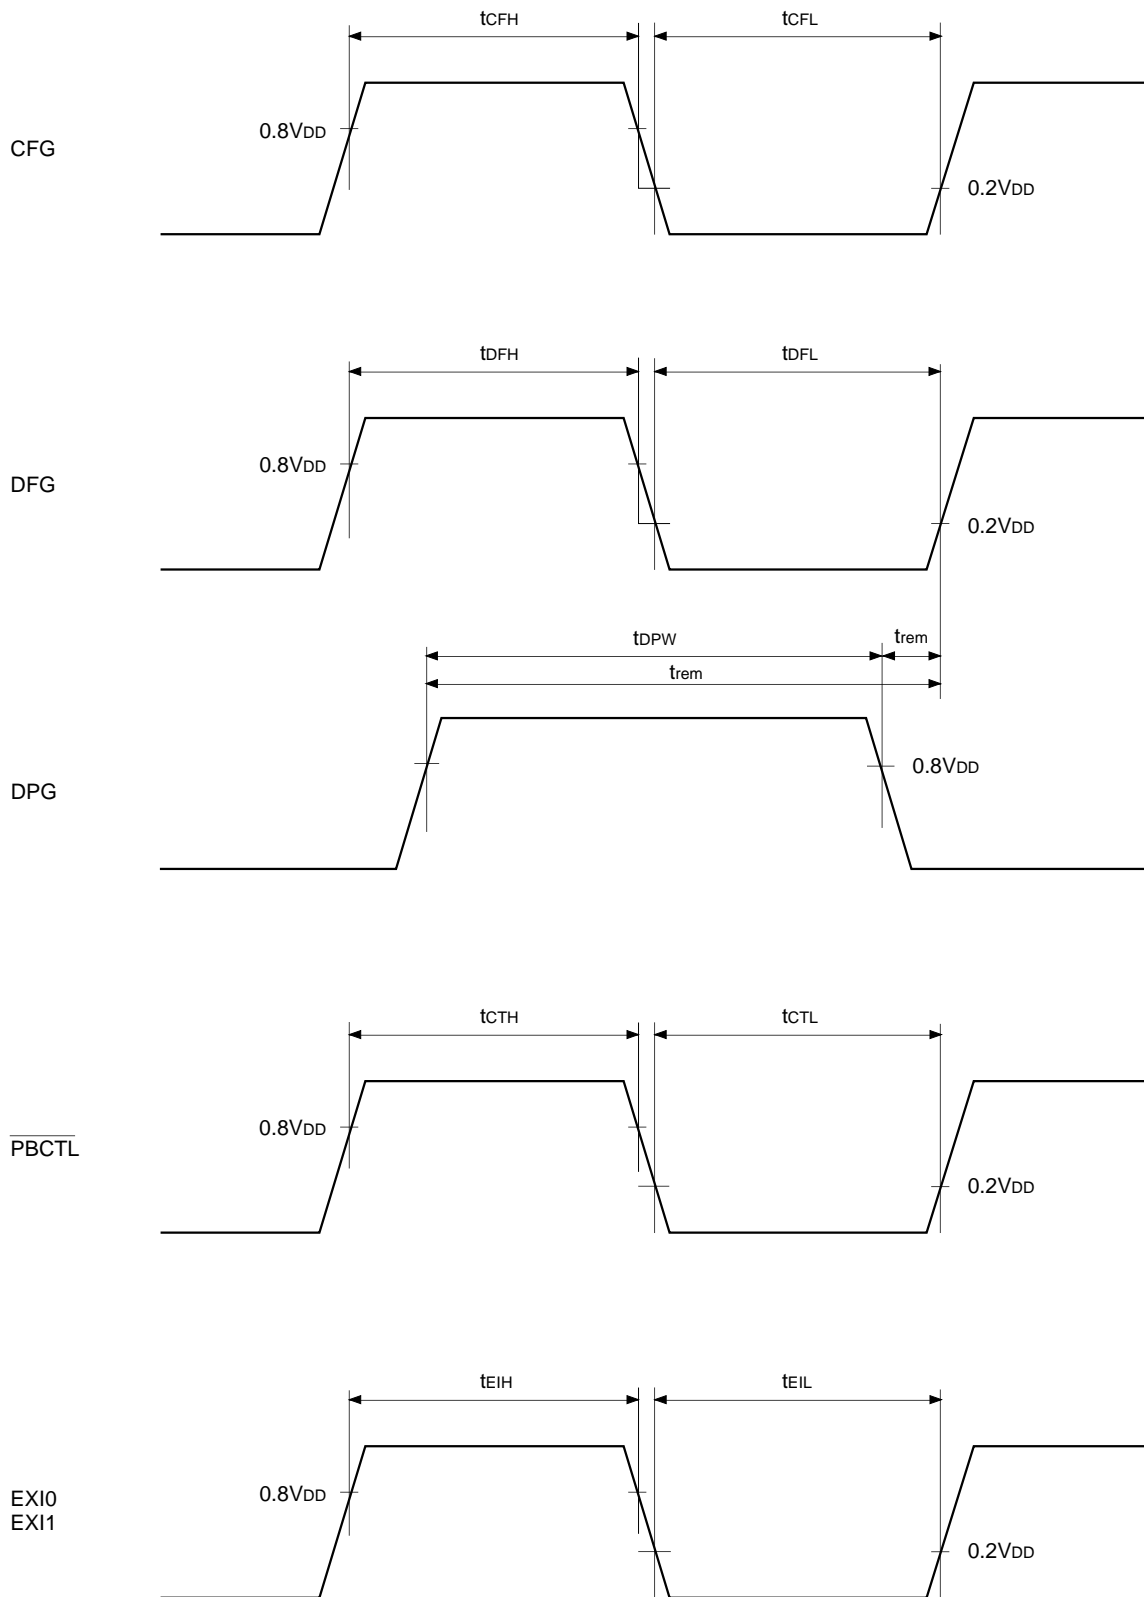 tCFH tCFL
0.8VDD
CFG
0.2VDD
tDFH tDFL
0.8VDD
DFG
0.2VDD
tDPW trem
trem
0.8VDD
DPG
tCTH tCTL
0.8VDD
PBCTL
0.2VDD
tEIH tEIL
0.8VDD
EXI0
EXI1
0.2VDD